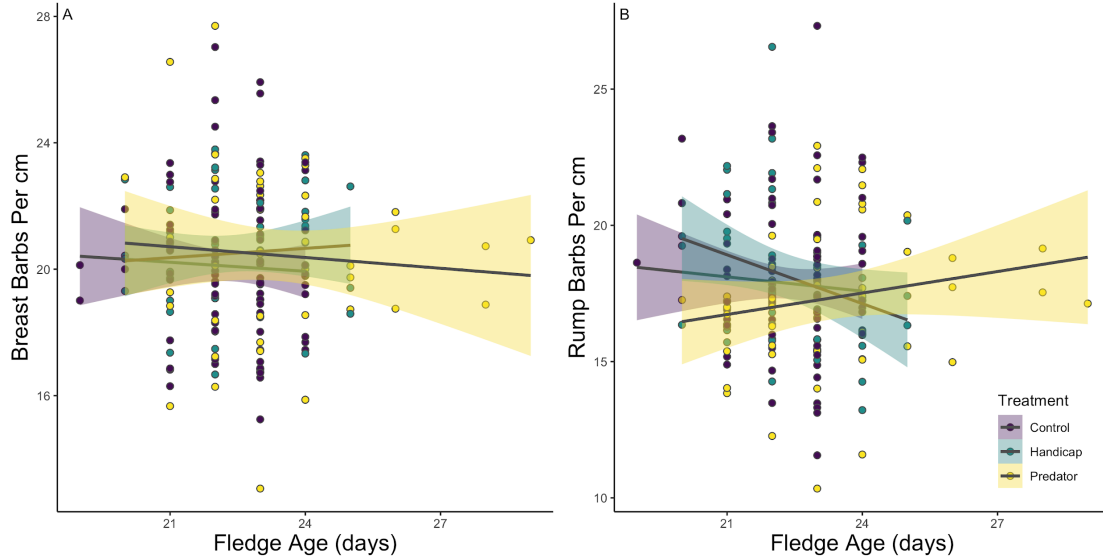 A
28
24
20
16
Breast Barbs Per cm
21
24
27
Fledge Age (days)
B
25
20
15
10
Rump Barbs Per cm
21
24
27
Fledge Age (days)
Treatment
Control
Handicap
Predator